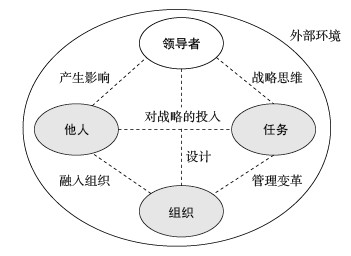 领导者
外部环境
产生影响
战略思维
对战略的投入
他人
任务
设计
融入组织
管理变革
组织